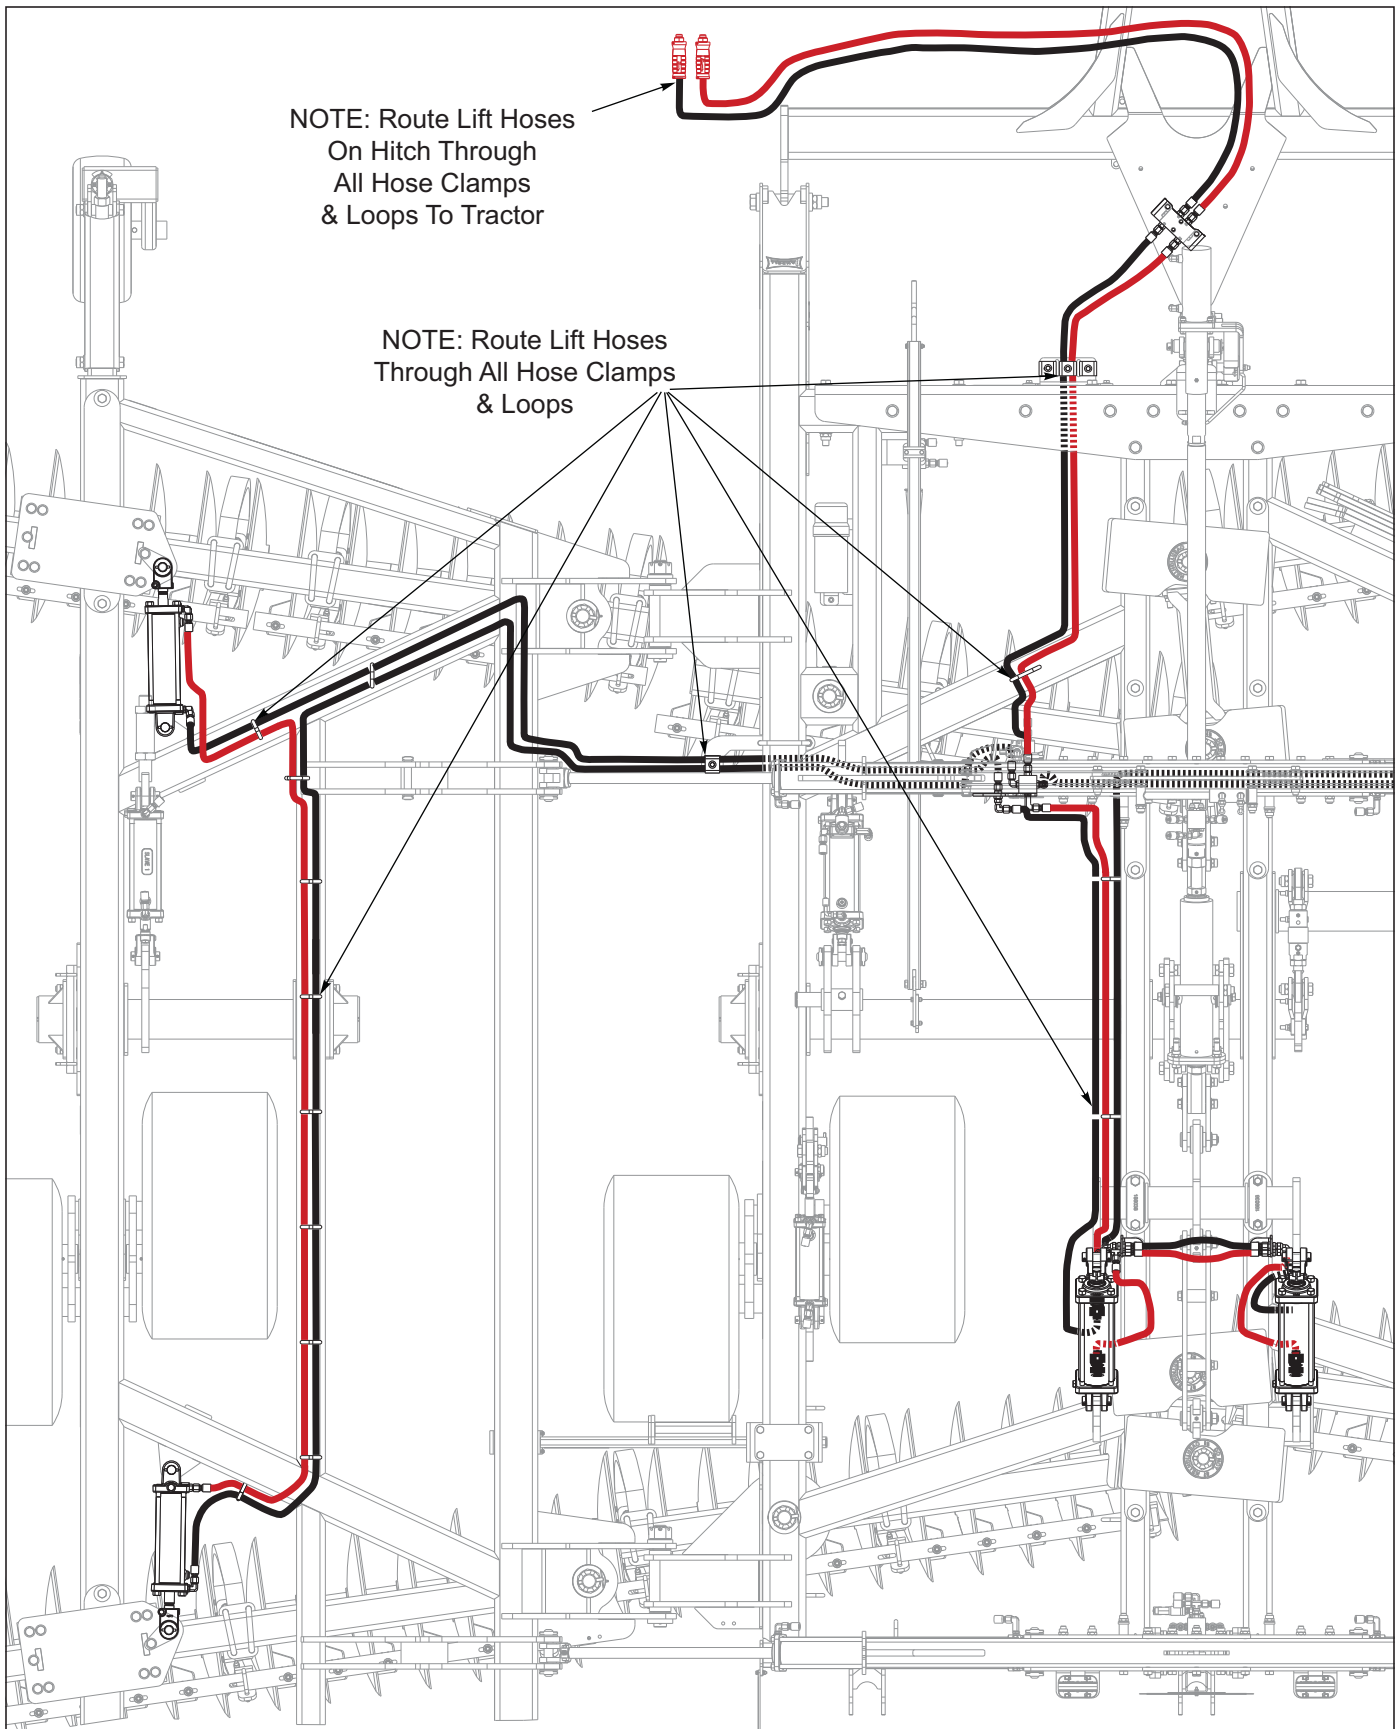 NOTE: Route Lift Hoses
On Hitch Through
All Hose Clamps
& Loops To Tractor
NOTE: Route Lift Hoses
Through All Hose Clamps
& Loops